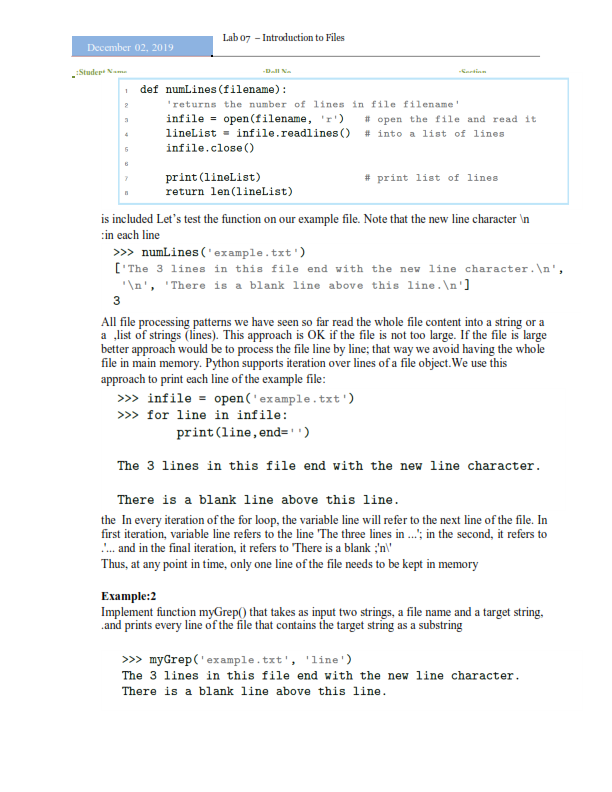 Lab 07 – Introduction to Files
December 02, 2019
:Student Name :Roll No :Section
1 def numLines(filename):
2 'returns the number of lines in file filename'
3 infile = open(filename, 'r') # open the file and read it
4 lineList = infile.readlines() # into a list of lines
5 infile.close()
6
7 print(lineList) # print list of lines
8 return len(lineList)
is included Let's test the function on our example file. Note that the new line character \n
:in each line
>>> numLines('example.txt')
['The 3 lines in this file end with the new line character.\n',
'\n', 'There is a blank line above this line.\n']
3
All file processing patterns we have seen so far read the whole file content into a string or a
a ,list of strings (lines). This approach is OK if the file is not too large. If the file is large
better approach would be to process the file line by line; that way we avoid having the whole
file in main memory. Python supports iteration over lines of a file object.We use this
approach to print each line of the example file:
>>> infile = open('example.txt')
>>> for line in infile:
print(line,end='')
The 3 lines in this file end with the new line character.
There is a blank line above this line.
the In every iteration of the for loop, the variable line will refer to the next line of the file. In
first iteration, variable line refers to the line 'The three lines in ...'; in the second, it refers to
.'... and in the final iteration, it refers to 'There is a blank ;'n\'
Thus, at any point in time, only one line of the file needs to be kept in memory
Example:2
Implement function myGrep() that takes as input two strings, a file name and a target string,
.and prints every line of the file that contains the target string as a substring
>>> myGrep('example.txt', 'line')
The 3 lines in this file end with the new line character.
There is a blank line above this line.